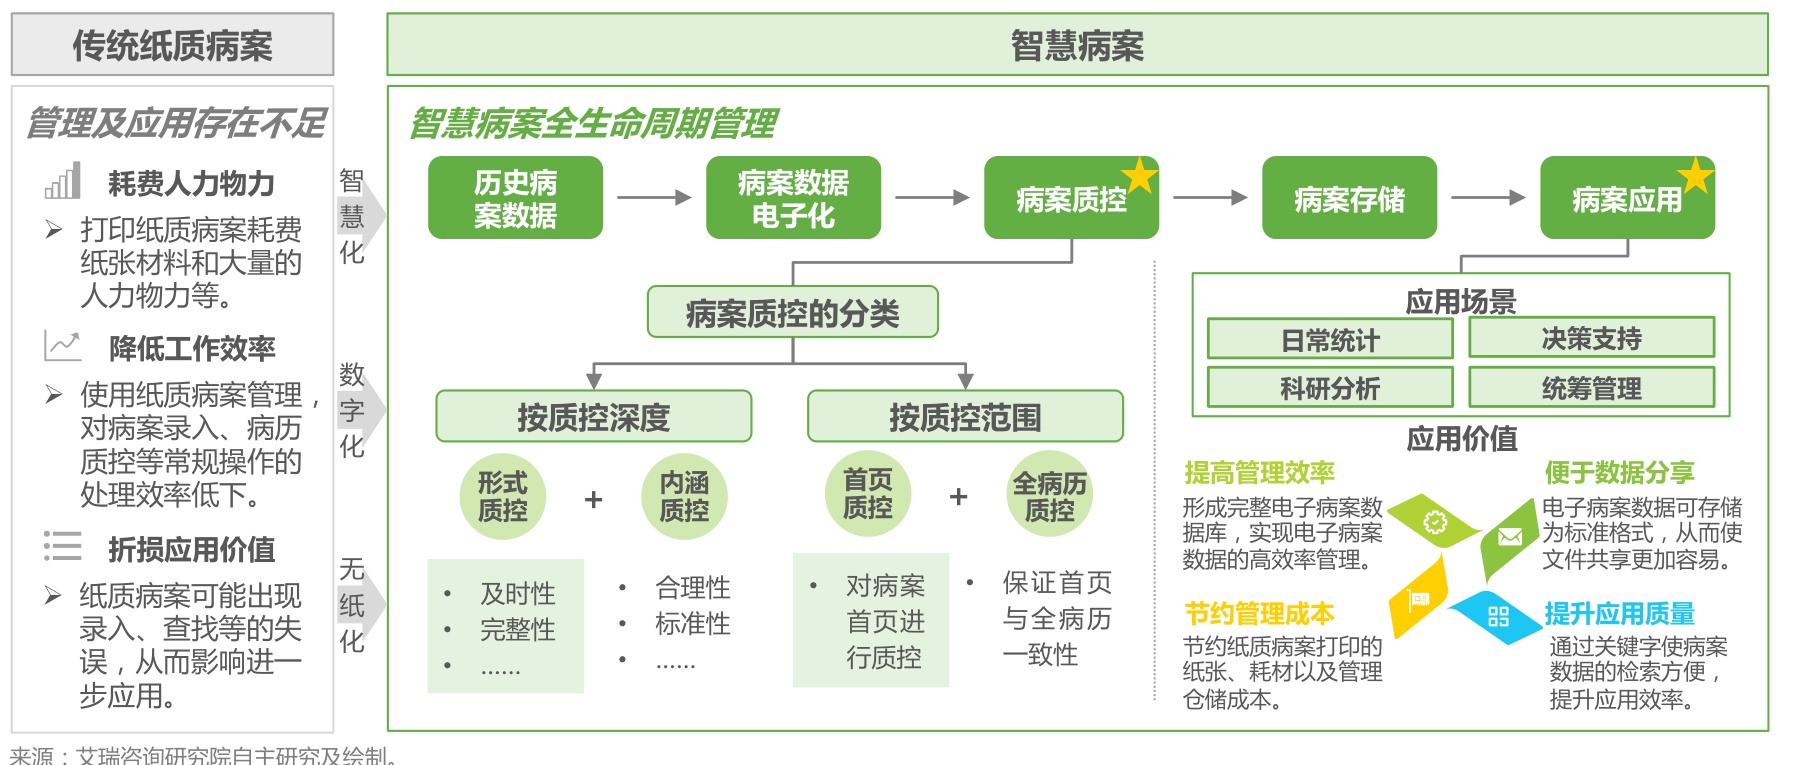 传统纸质病案
管理及应用存在不足
耗费人力物力
➢ 打印纸质病案耗费
纸张材料和大量的
人力物力等。
降低工作效率
➢ 使用纸质病案管理，
对病案录入、病历
质控等常规操作的
处理效率低下。
折损应用价值
➢ 纸质病案可能出现
录入、查找等的失
误，从而影响进一
步应用。
智
慧
化
数
字
化
无
纸
化
智慧病案
智慧病案全生命周期管理
历史病
案数据
病案数据
电子化
病案质控
病案存储
病案应用
病案质控的分类
按质控深度
按质控范围
形式
质控
+
内涵
质控
首页
质控
+
全病历
质控
• 及时性
• 完整性
• ......
• 合理性
• 标准性
• ......
• 对病案
首页进
行质控
• 保证首页
与全病历
一致性
应用场景
日常统计
决策支持
科研分析
统筹管理
应用价值
提高管理效率
形成完整电子病案数
据库，实现电子病案
数据的高效率管理。
便于数据分享
电子病案数据可存储
为标准格式，从而使
文件共享更加容易。
节约管理成本
节约纸质病案打印的
纸张、耗材以及管理
仓储成本。
提升应用质量
通过关键字使病案
数据的检索方便，
提升应用效率。
来源：艾瑞咨询研究院自主研究及绘制。